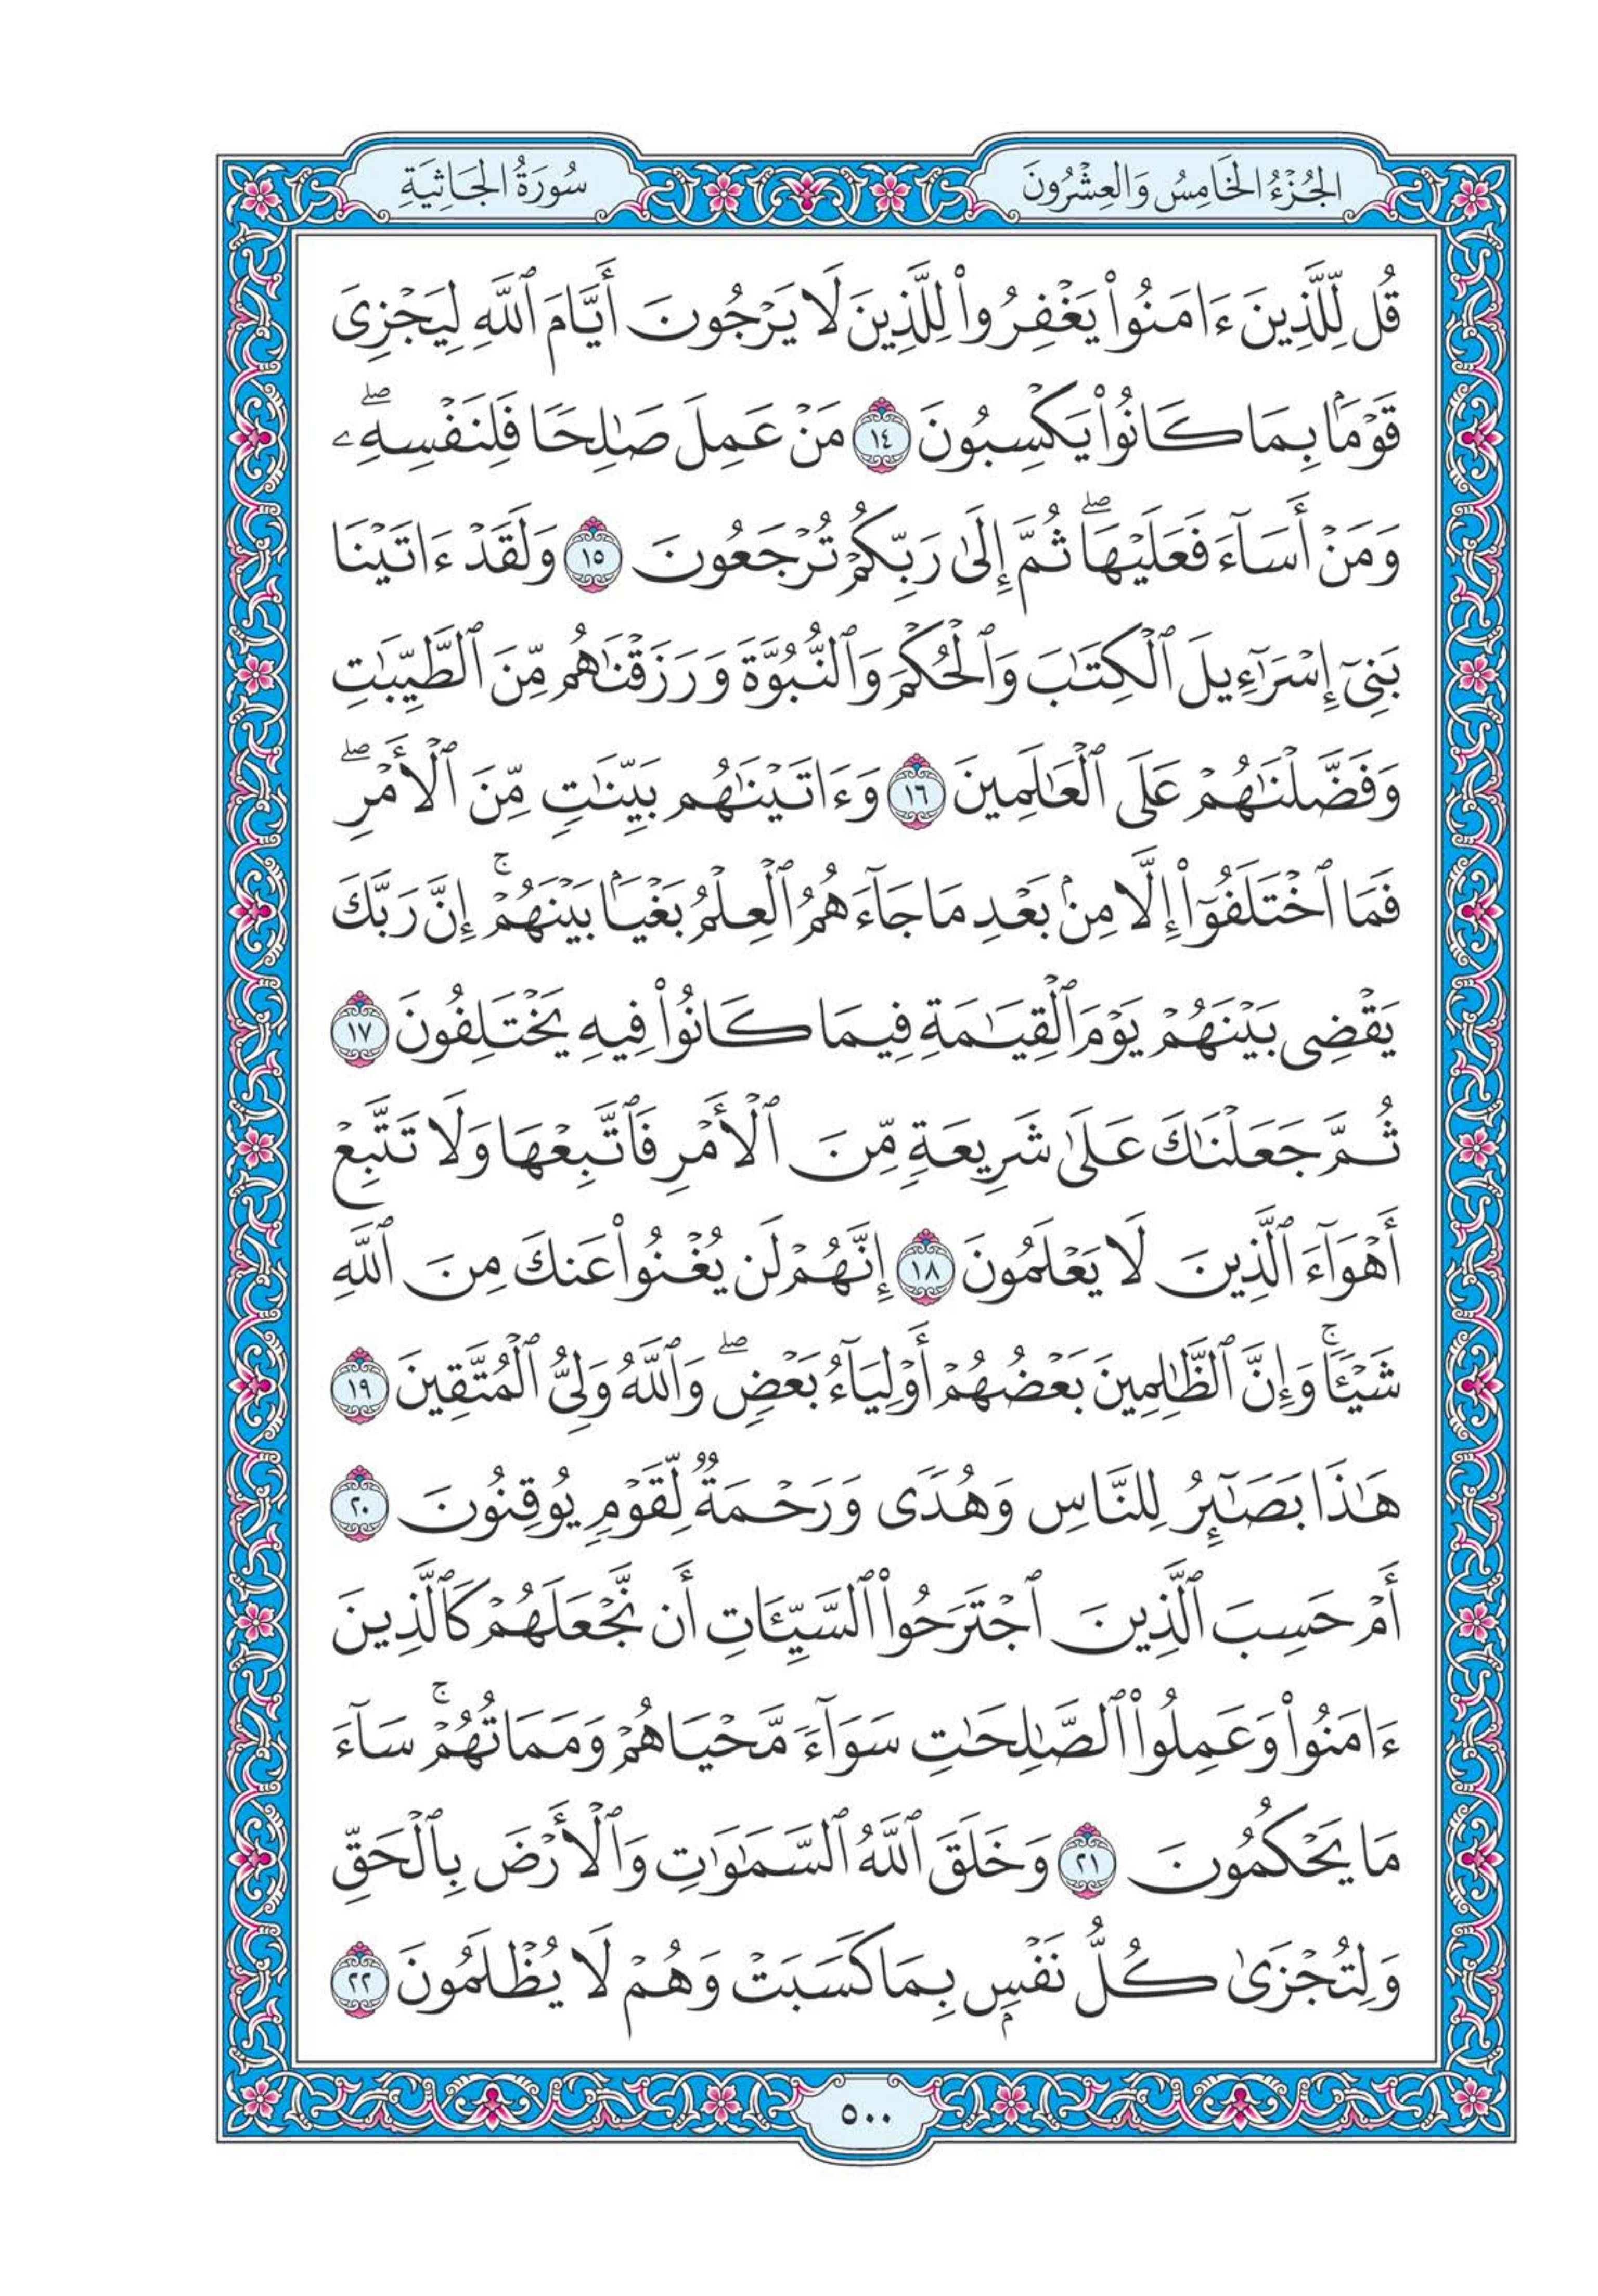 الجُزْءُ الخَامِسُ وَالعِشْرُونَ
سُورَةُ الجَاثِيَةِ
قُل لِّلَّذِينَ ءَامَنُوا۟ يَغْفِرُوا۟ لِلَّذِينَ لَا يَرْجُونَ أَيَّامَ ٱللَّهِ لِيَجْزِىَ
قَوْمًۢا بِمَا كَانُوا۟ يَكْسِبُونَ ١٤ مَنْ عَمِلَ صَـٰلِحًا فَلِنَفْسِهِۦ ۖ
وَمَنْ أَسَآءَ فَعَلَيْهَا ۖ ثُمَّ إِلَىٰ رَبِّكُمْ تُرْجَعُونَ ١٥ وَلَقَدْ ءَاتَيْنَا
بَنِىٓ إِسْرَٰٓءِيلَ ٱلْكِتَـٰبَ وَٱلْحُكْمَ وَٱلنُّبُوَّةَ وَرَزَقْنَـٰهُم مِّنَ ٱلطَّيِّبَـٰتِ
وَفَضَّلْنَـٰهُمْ عَلَى ٱلْعَـٰلَمِينَ ١٦ وَءَاتَيْنَـٰهُم بَيِّنَـٰتٍ مِّنَ ٱلْأَمْرِ ۖ
فَمَا ٱخْتَلَفُوٓا۟ إِلَّا مِنۢ بَعْدِ مَا جَآءَهُمُ ٱلْعِلْمُ بَغْيًۢا بَيْنَهُمْ ۚ إِنَّ رَبَّكَ
يَقْضِى بَيْنَهُمْ يَوْمَ ٱلْقِيَـٰمَةِ فِيمَا كَانُوا۟ فِيهِ يَخْتَلِفُونَ ١٧
ثُمَّ جَعَلْنَـٰكَ عَلَىٰ شَرِيعَةٍ مِّنَ ٱلْأَمْرِ فَٱتَّبِعْهَا وَلَا تَتَّبِعْ
أَهْوَآءَ ٱلَّذِينَ لَا يَعْلَمُونَ ١٨ إِنَّهُمْ لَن يُغْنُوا۟ عَنكَ مِنَ ٱللَّهِ
شَيْـًٔا ۚ وَإِنَّ ٱلظَّـٰلِمِينَ بَعْضُهُمْ أَوْلِيَآءُ بَعْضٍ ۖ وَٱللَّهُ وَلِىُّ ٱلْمُتَّقِينَ ١٩
هَـٰذَا بَصَـٰٓئِرُ لِلنَّاسِ وَهُدًى وَرَحْمَةٌ لِّقَوْمٍ يُوقِنُونَ ٢٠
أَمْ حَسِبَ ٱلَّذِينَ ٱجْتَرَحُوا۟ ٱلسَّيِّـَٔاتِ أَن نَّجْعَلَهُمْ كَٱلَّذِينَ
ءَامَنُوا۟ وَعَمِلُوا۟ ٱلصَّـٰلِحَـٰتِ سَوَآءً مَّحْيَاهُمْ وَمَمَاتُهُمْ ۚ سَآءَ
مَا يَحْكُمُونَ ٢١ وَخَلَقَ ٱللَّهُ ٱلسَّمَـٰوَٰتِ وَٱلْأَرْضَ بِٱلْحَقِّ
وَلِتُجْزَىٰ كُلُّ نَفْسٍۭ بِمَا كَسَبَتْ وَهُمْ لَا يُظْلَمُونَ ٢٢
٥٠٠